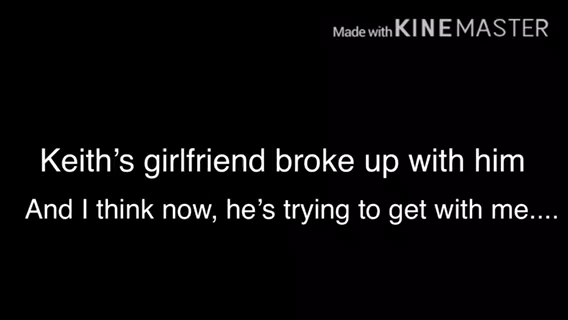 Made with KINEMASTER
Keith’s girlfriend broke up with him
And I think now, he’s trying to get with me....